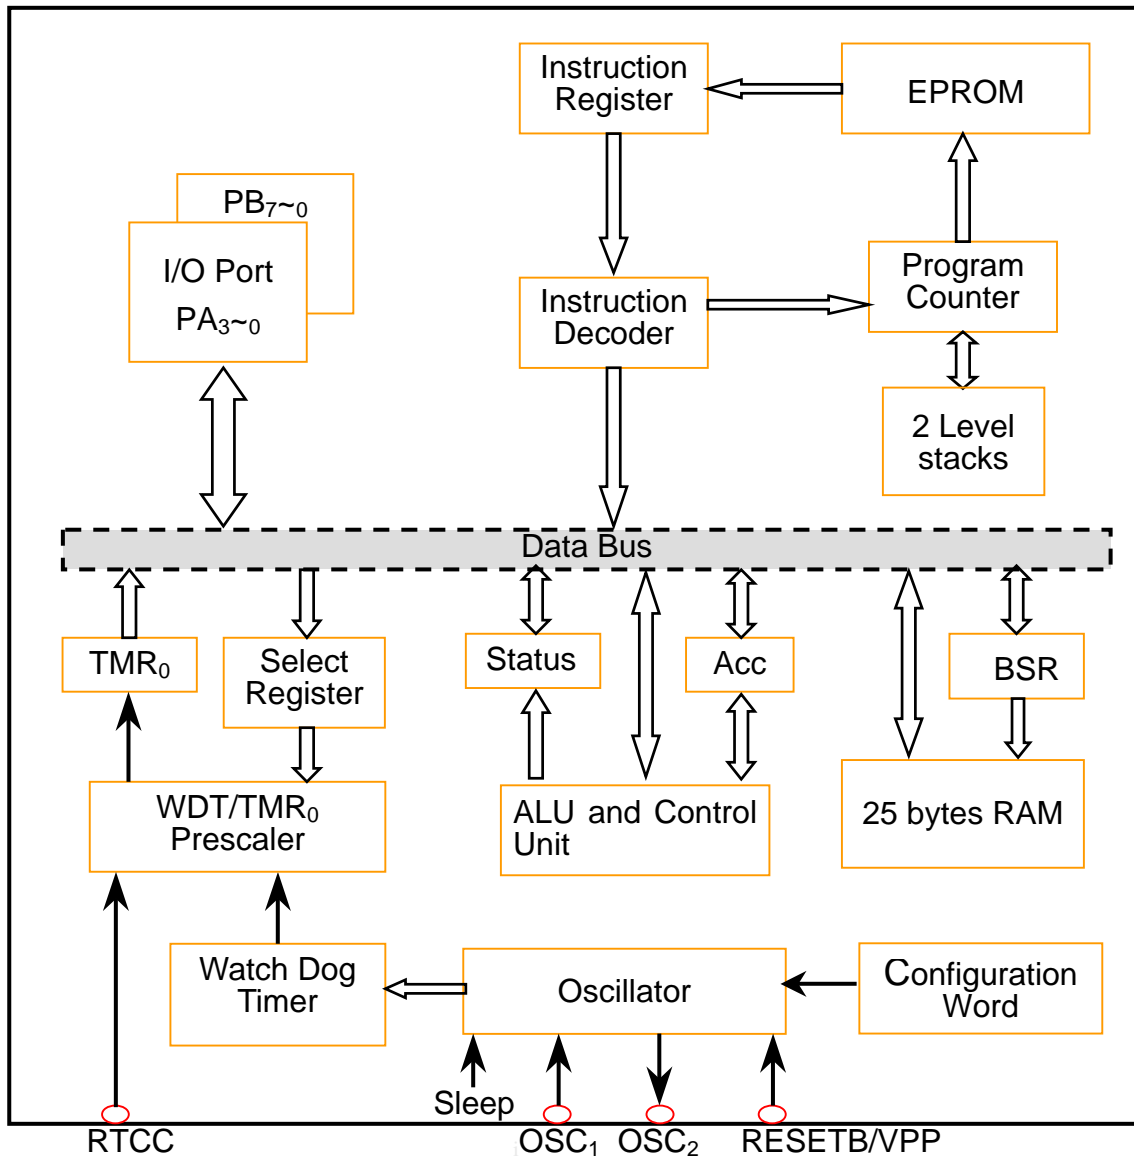 Instruction
Register
EPROM
PB7~0
I/O Port
PA3~0
Program
Counter
Instruction
Decoder
2 Level
stacks
Data Bus
TMR0
Select
Register
Status
Acc
BSR
WDT/TMR0
Prescaler
ALU and Control
Unit
25 bytes RAM
Watch Dog
Timer
Oscillator
Configuration
Word
Sleep
RTCC
OSC1
OSC2
RESETB/VPP